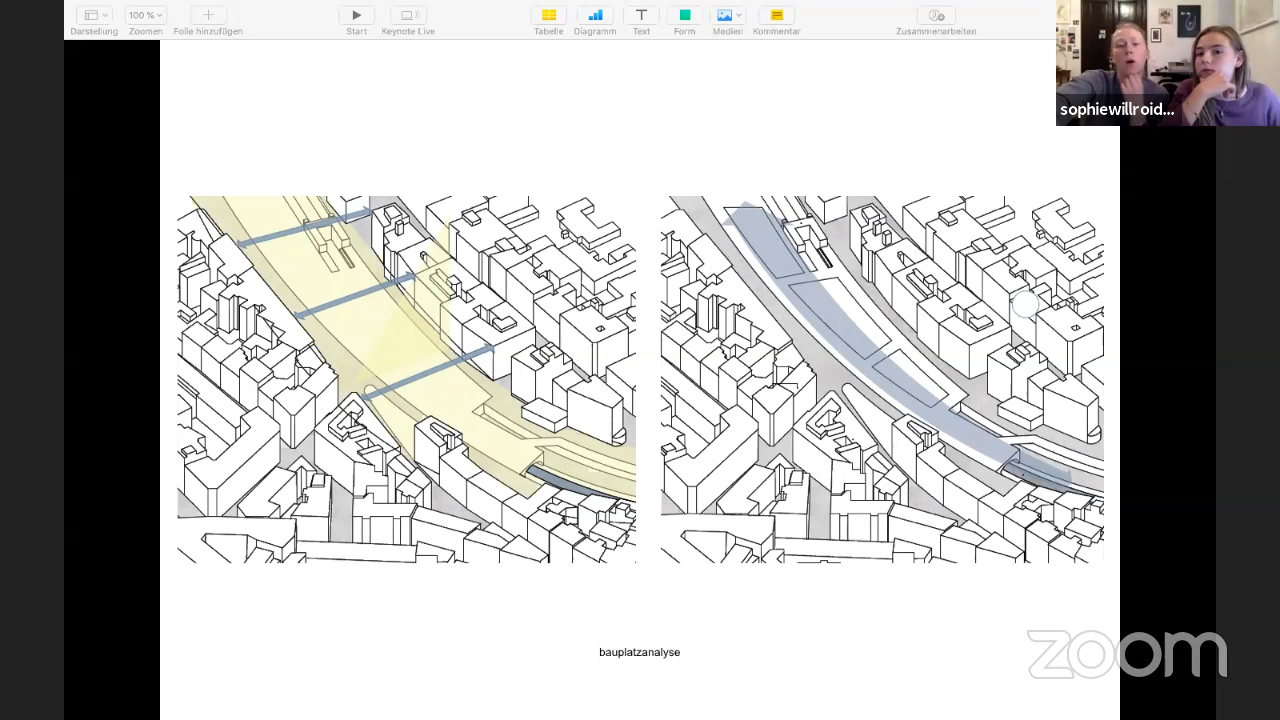 100 %
Darstellung Zoomen Folie hinzufügen Start Keynote Live Tabelle Diagramm Text Form Medien Kommentar Zusammenarbeiten
sophiewillroid...
bauplatzanalyse
zoom